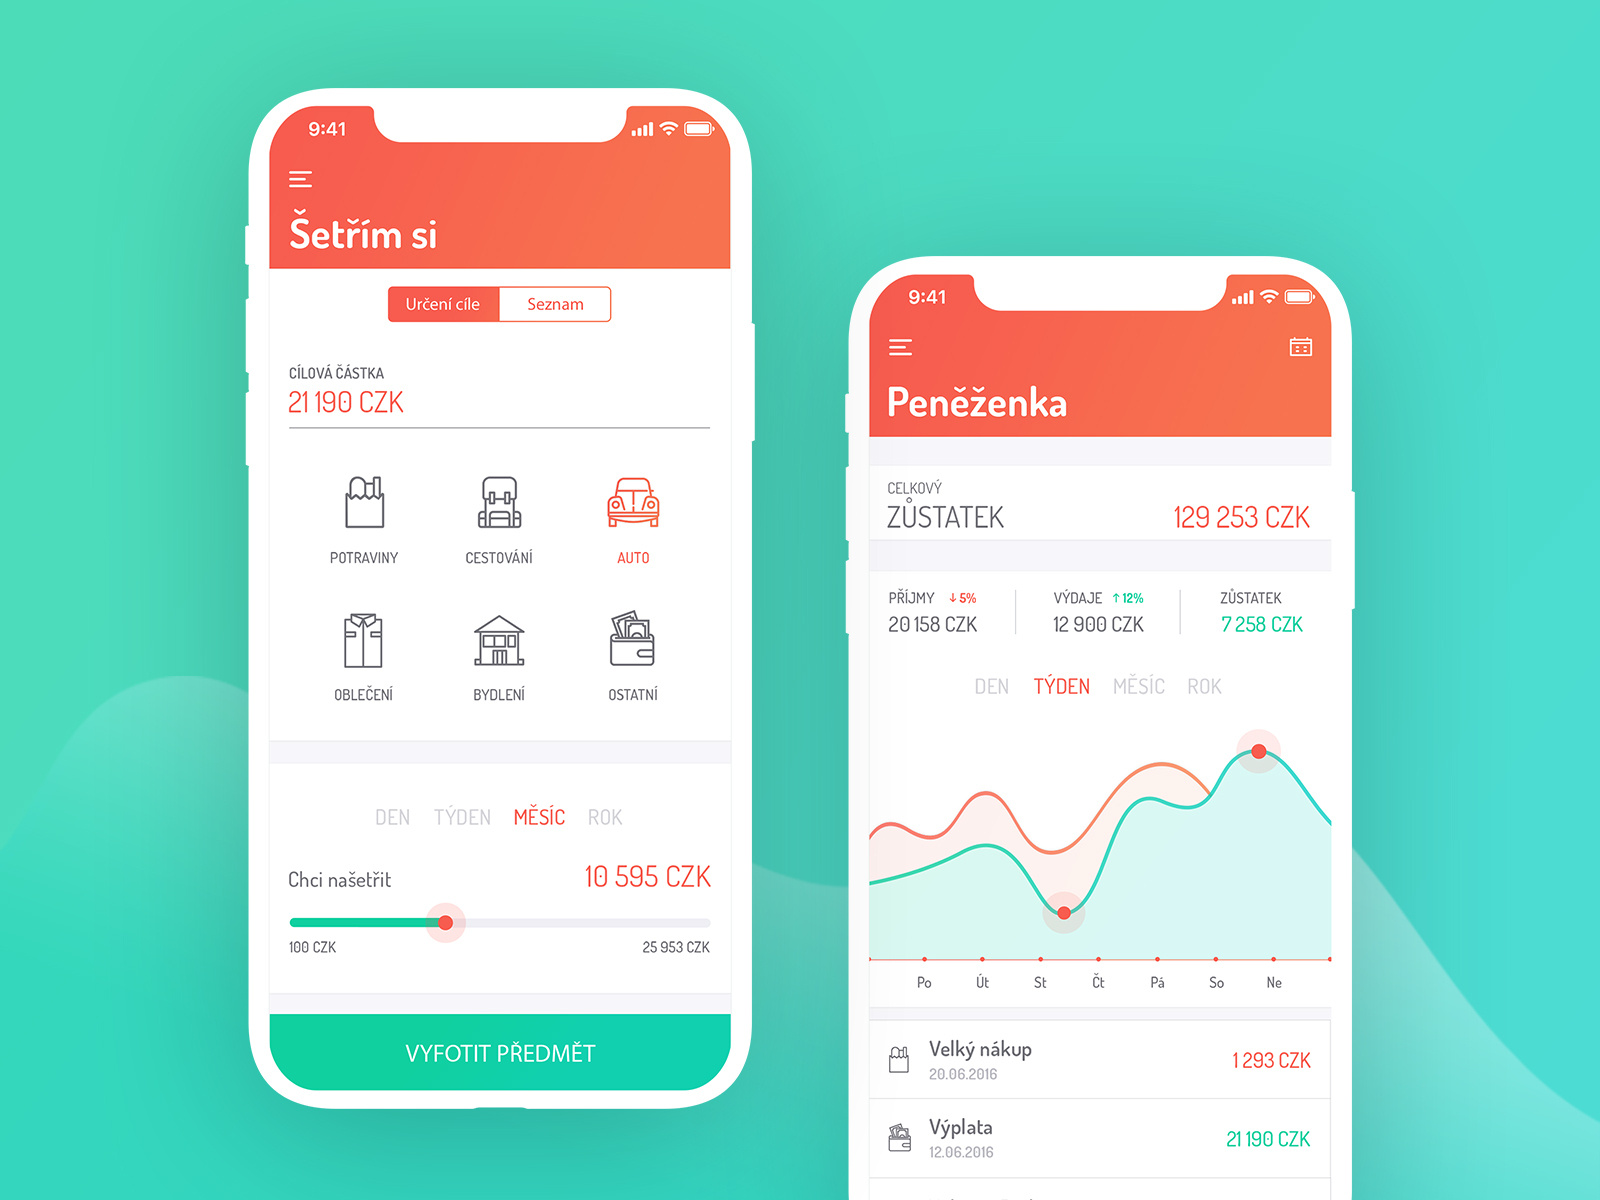 9:41
Šetřím si
Určení cíle Seznam
CÍLOVÁ ČÁSTKA
21 190 CZK
POTRAVINY CESTOVÁNÍ AUTO
OBLEČENÍ BYDLENÍ OSTATNÍ
DEN TÝDEN MĚSÍC ROK
Chci našetřit 10 595 CZK
100 CZK 25 953 CZK
VYFOTIT PŘEDMĚT
9:41
Peněženka
CELKOVÝ
ZŮSTATEK 129 253 CZK
PŘÍJMY ↓5% VÝDAJE ↑12% ZŮSTATEK
20 158 CZK 12 900 CZK 7 258 CZK
DEN TÝDEN MĚSÍC ROK
Po Út St Čt Pá So Ne
Velký nákup 1 293 CZK
20.06.2016
Výplata 21 190 CZK
12.06.2016